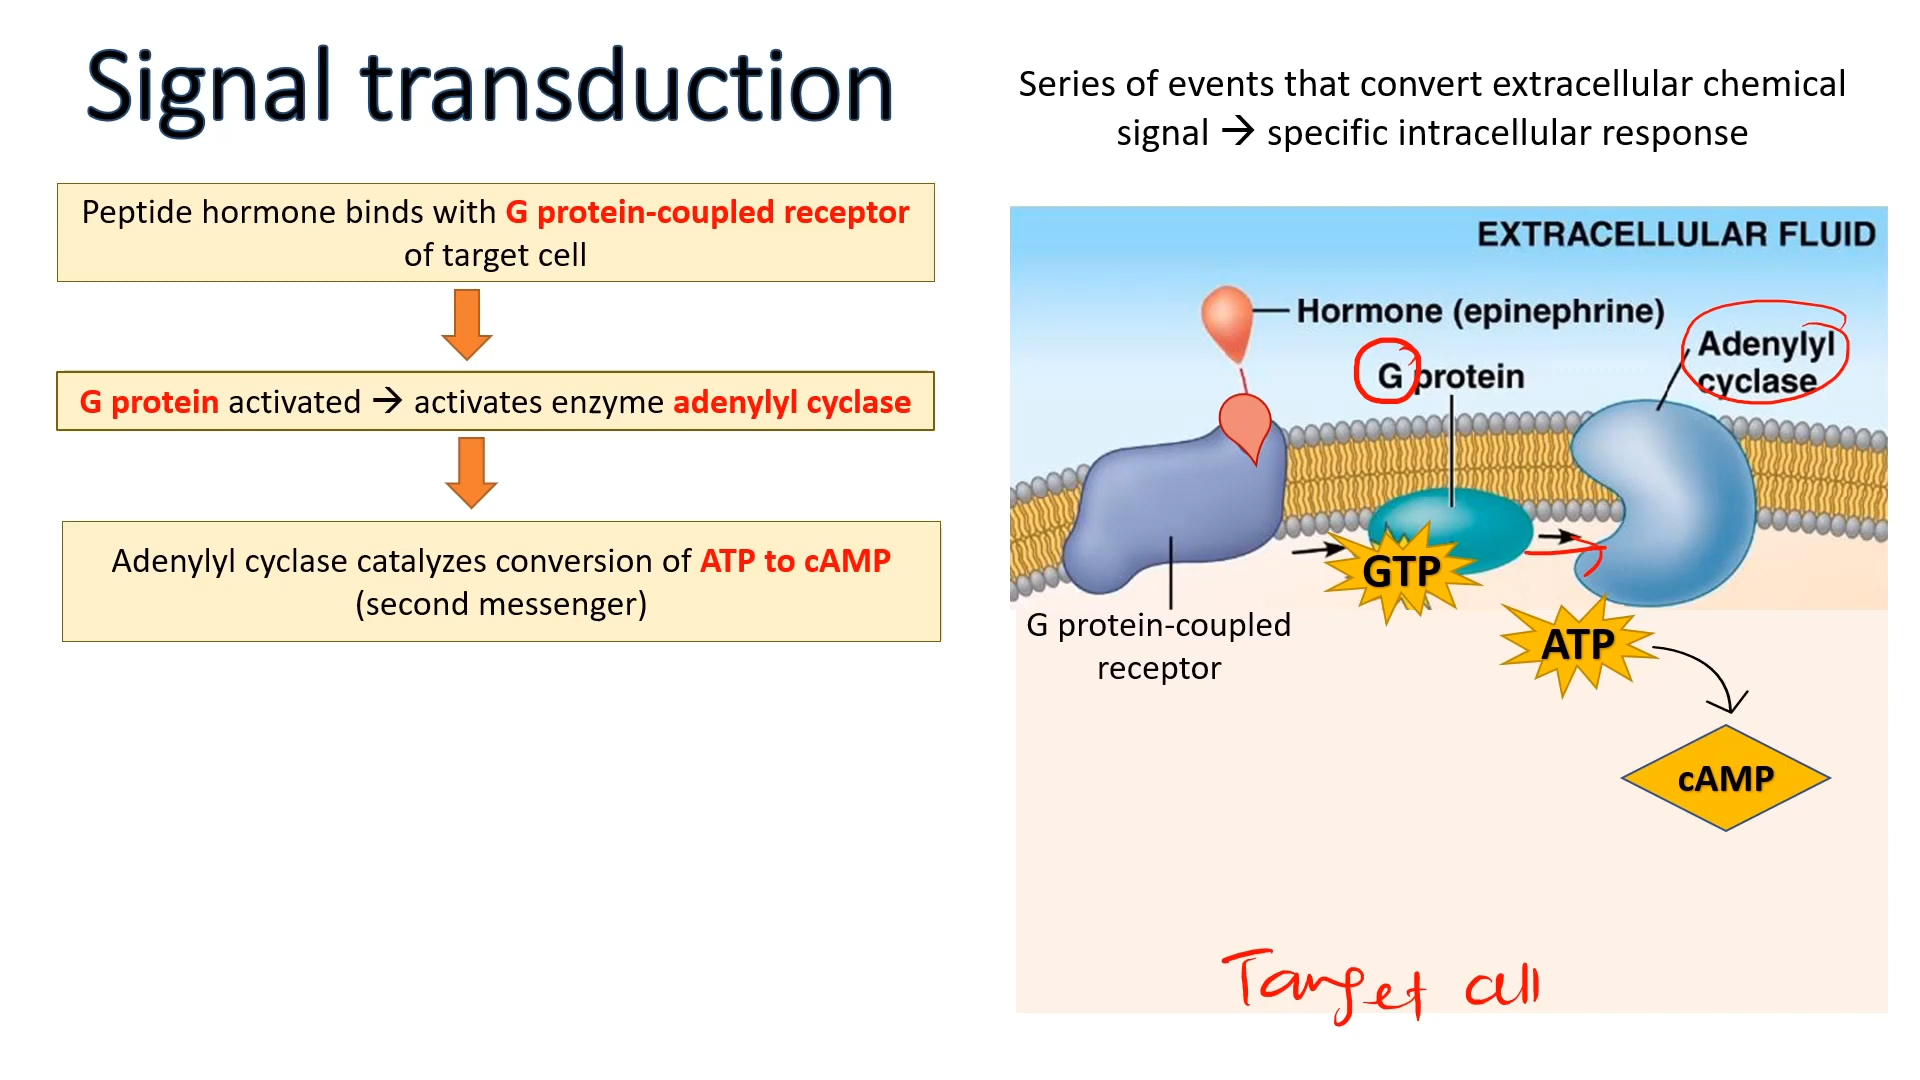 Signal transduction
Series of events that convert extracellular chemical
signal → specific intracellular response
Peptide hormone binds with G protein-coupled receptor
of target cell
G protein activated → activates enzyme adenylyl cyclase
Adenylyl cyclase catalyzes conversion of ATP to cAMP
(second messenger)
EXTRACELLULAR FLUID
Hormone (epinephrine)
G protein
Adenylyl
cyclase
GTP
G protein-coupled
receptor
ATP
cAMP
Target cell